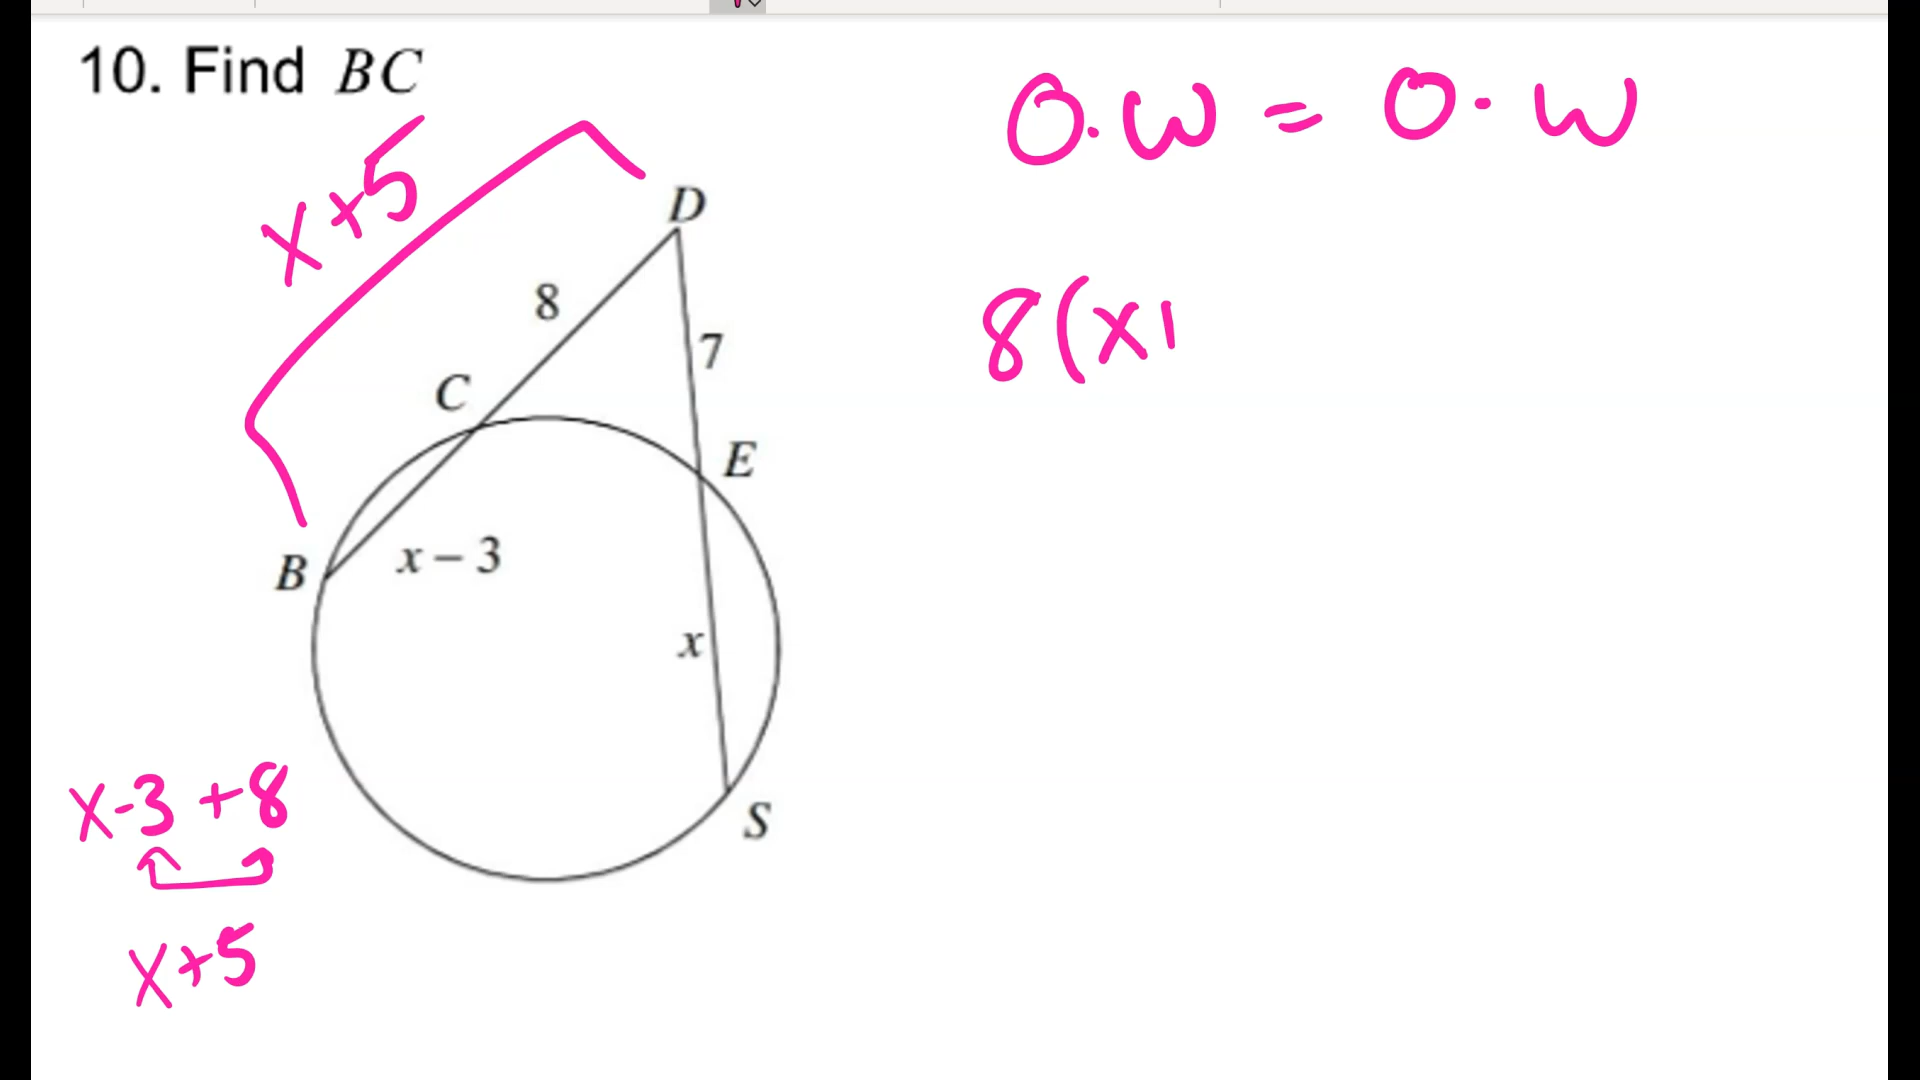 10. Find BC
O·W = O·W
x+5
D
8
8(x
7
C
E
B
x – 3
x
x-3+8
S
x+5